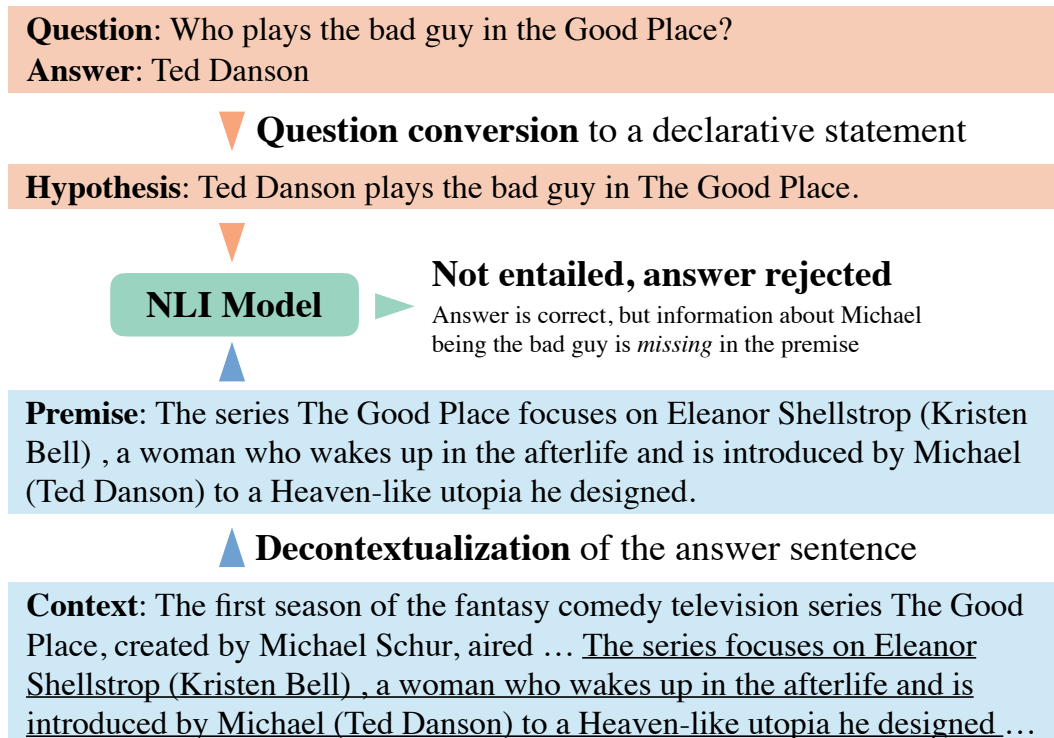 Question: Who plays the bad guy in the Good Place?
Answer: Ted Danson
Question conversion to a declarative statement
Hypothesis: Ted Danson plays the bad guy in The Good Place.
NLI Model
Not entailed, answer rejected
Answer is correct, but information about Michael
being the bad guy is missing in the premise
Premise: The series The Good Place focuses on Eleanor Shellstrop (Kristen
Bell) , a woman who wakes up in the afterlife and is introduced by Michael
(Ted Danson) to a Heaven-like utopia he designed.
Decontextualization of the answer sentence
Context: The first season of the fantasy comedy television series The Good
Place, created by Michael Schur, aired … The series focuses on Eleanor
Shellstrop (Kristen Bell) , a woman who wakes up in the afterlife and is
introduced by Michael (Ted Danson) to a Heaven-like utopia he designed …